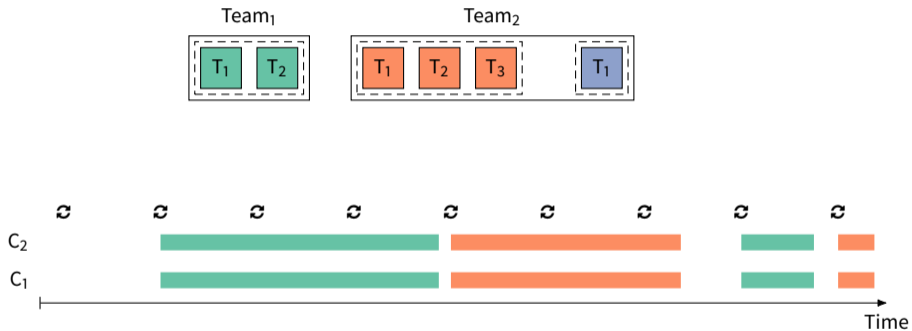 Team₁ Team₂
T₁ T₂ T₁ T₂ T₃ T₁
C₂
C₁
Time